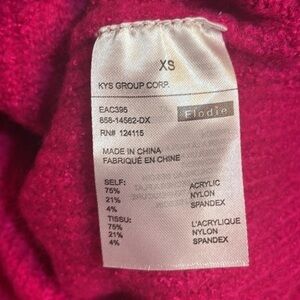 XS
KYS GROUP CORP.
EAC395
Elodie
858-14562-DX
RN# 124115
MADE IN CHINA
FABRIQUÉ EN CHINE
SELF:
75% ACRYLIC
21% NYLON
4% SPANDEX
TISSU:
75% L'ACRYLIQUE
21% NYLON
4% SPANDEX